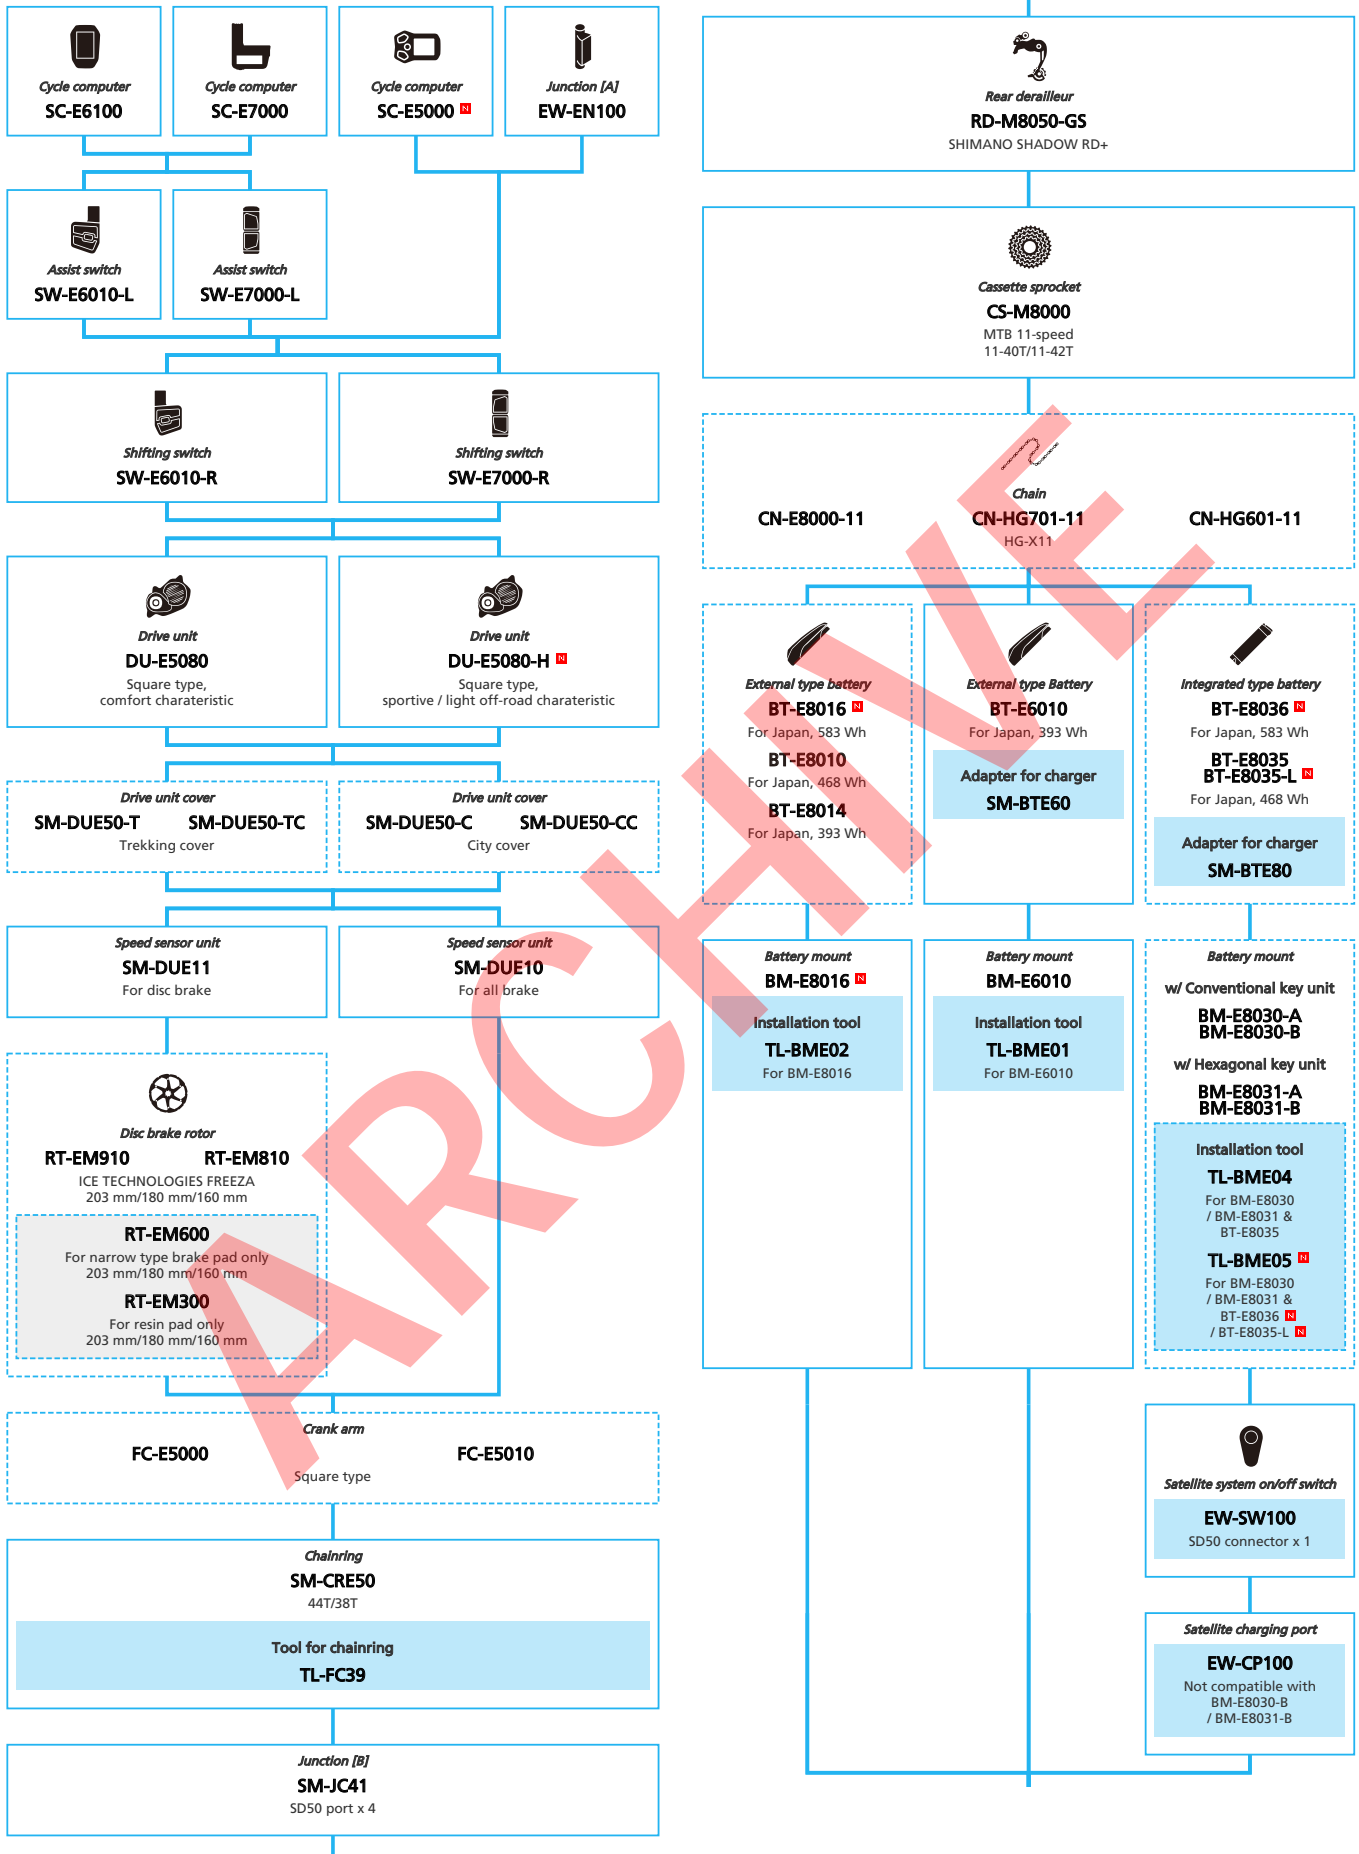 Cycle computer
SC-E6100
Cycle computer
SC-E7000
Cycle computer
SC-E5000 N
Junction [A]
EW-EN100
Assist switch
SW-E6010-L
Assist switch
SW-E7000-L
Shifting switch
SW-E6010-R
Shifting switch
SW-E7000-R
Drive unit
DU-E5080
Square type,
comfort charateristic
Drive unit
DU-E5080-H N
Square type,
sportive / light off-road charateristic
Drive unit cover
SM-DUE50-T SM-DUE50-TC
Trekking cover
Drive unit cover
SM-DUE50-C SM-DUE50-CC
City cover
Speed sensor unit
SM-DUE11
For disc brake
Speed sensor unit
SM-DUE10
For all brake
Disc brake rotor
RT-EM910 RT-EM810
ICE TECHNOLOGIES FREEZA
203 mm/180 mm/160 mm
RT-EM600
For narrow type brake pad only
203 mm/180 mm/160 mm
RT-EM300
For resin pad only
203 mm/180 mm/160 mm
Crank arm
FC-E5000 FC-E5010
Square type
Chainring
SM-CRE50
44T/38T
Tool for chainring
TL-FC39
Junction [B]
SM-JC41
SD50 port x 4
Rear derailleur
RD-M8050-GS
SHIMANO SHADOW RD+
Cassette sprocket
CS-M8000
MTB 11-speed
11-40T/11-42T
Chain
CN-E8000-11 CN-HG701-11 CN-HG601-11
HG-X11
External type battery
BT-E8016 N
For Japan, 583 Wh
BT-E8010
For Japan, 468 Wh
BT-E8014
For Japan, 393 Wh
External type Battery
BT-E6010
For Japan, 393 Wh
Adapter for charger
SM-BTE60
Integrated type battery
BT-E8036 N
For Japan, 583 Wh
BT-E8035
BT-E8035-L N
For Japan, 468 Wh
Adapter for charger
SM-BTE80
Battery mount
BM-E8016 N
Installation tool
TL-BME02
For BM-E8016
Battery mount
BM-E6010
Installation tool
TL-BME01
For BM-E6010
Battery mount
w/ Conventional key unit
BM-E8030-A
BM-E8030-B
w/ Hexagonal key unit
BM-E8031-A
BM-E8031-B
Installation tool
TL-BME04
For BM-E8030
/ BM-E8031 &
BT-E8035
TL-BME05 N
For BM-E8030
/ BM-E8031 &
BT-E8036 N
/ BT-E8035-L N
Satellite system on/off switch
EW-SW100
SD50 connector x 1
Satellite charging port
EW-CP100
Not compatible with
BM-E8030-B
/ BM-E8031-B
ARCHIVE